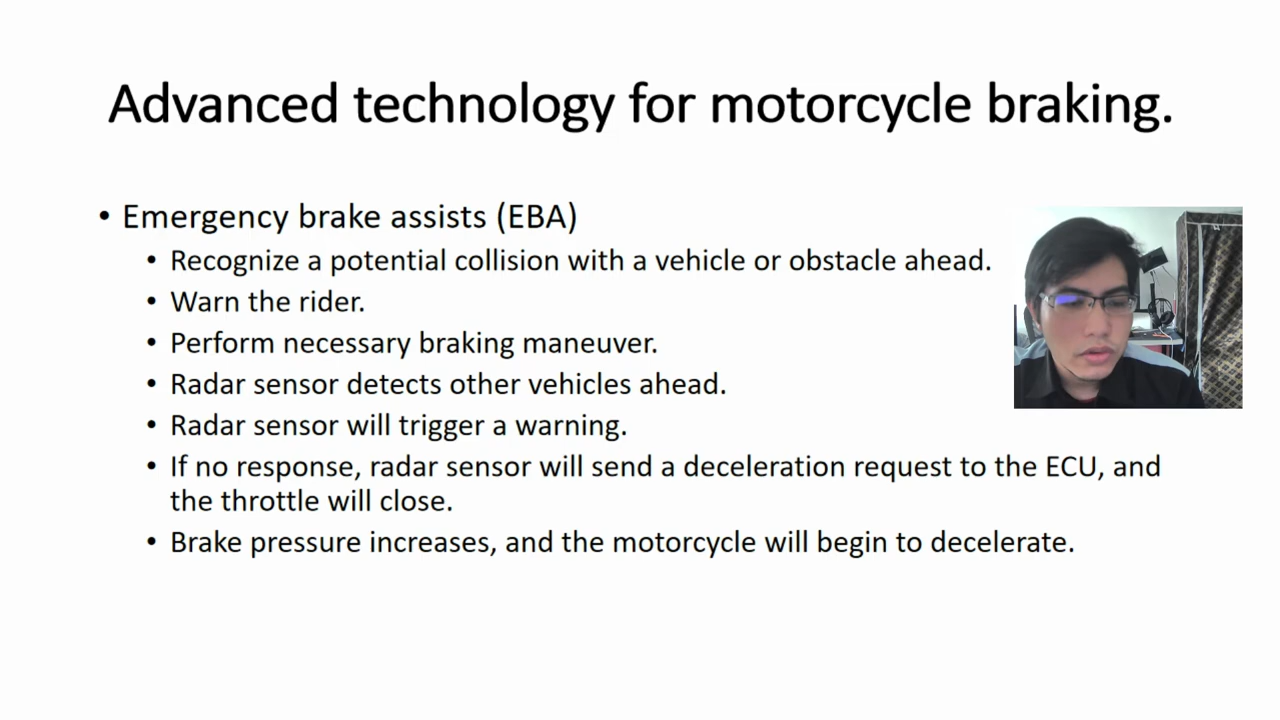 Advanced technology for motorcycle braking.
• Emergency brake assists (EBA)
• Recognize a potential collision with a vehicle or obstacle ahead.
• Warn the rider.
• Perform necessary braking maneuver.
• Radar sensor detects other vehicles ahead.
• Radar sensor will trigger a warning.
• If no response, radar sensor will send a deceleration request to the ECU, and
the throttle will close.
• Brake pressure increases, and the motorcycle will begin to decelerate.